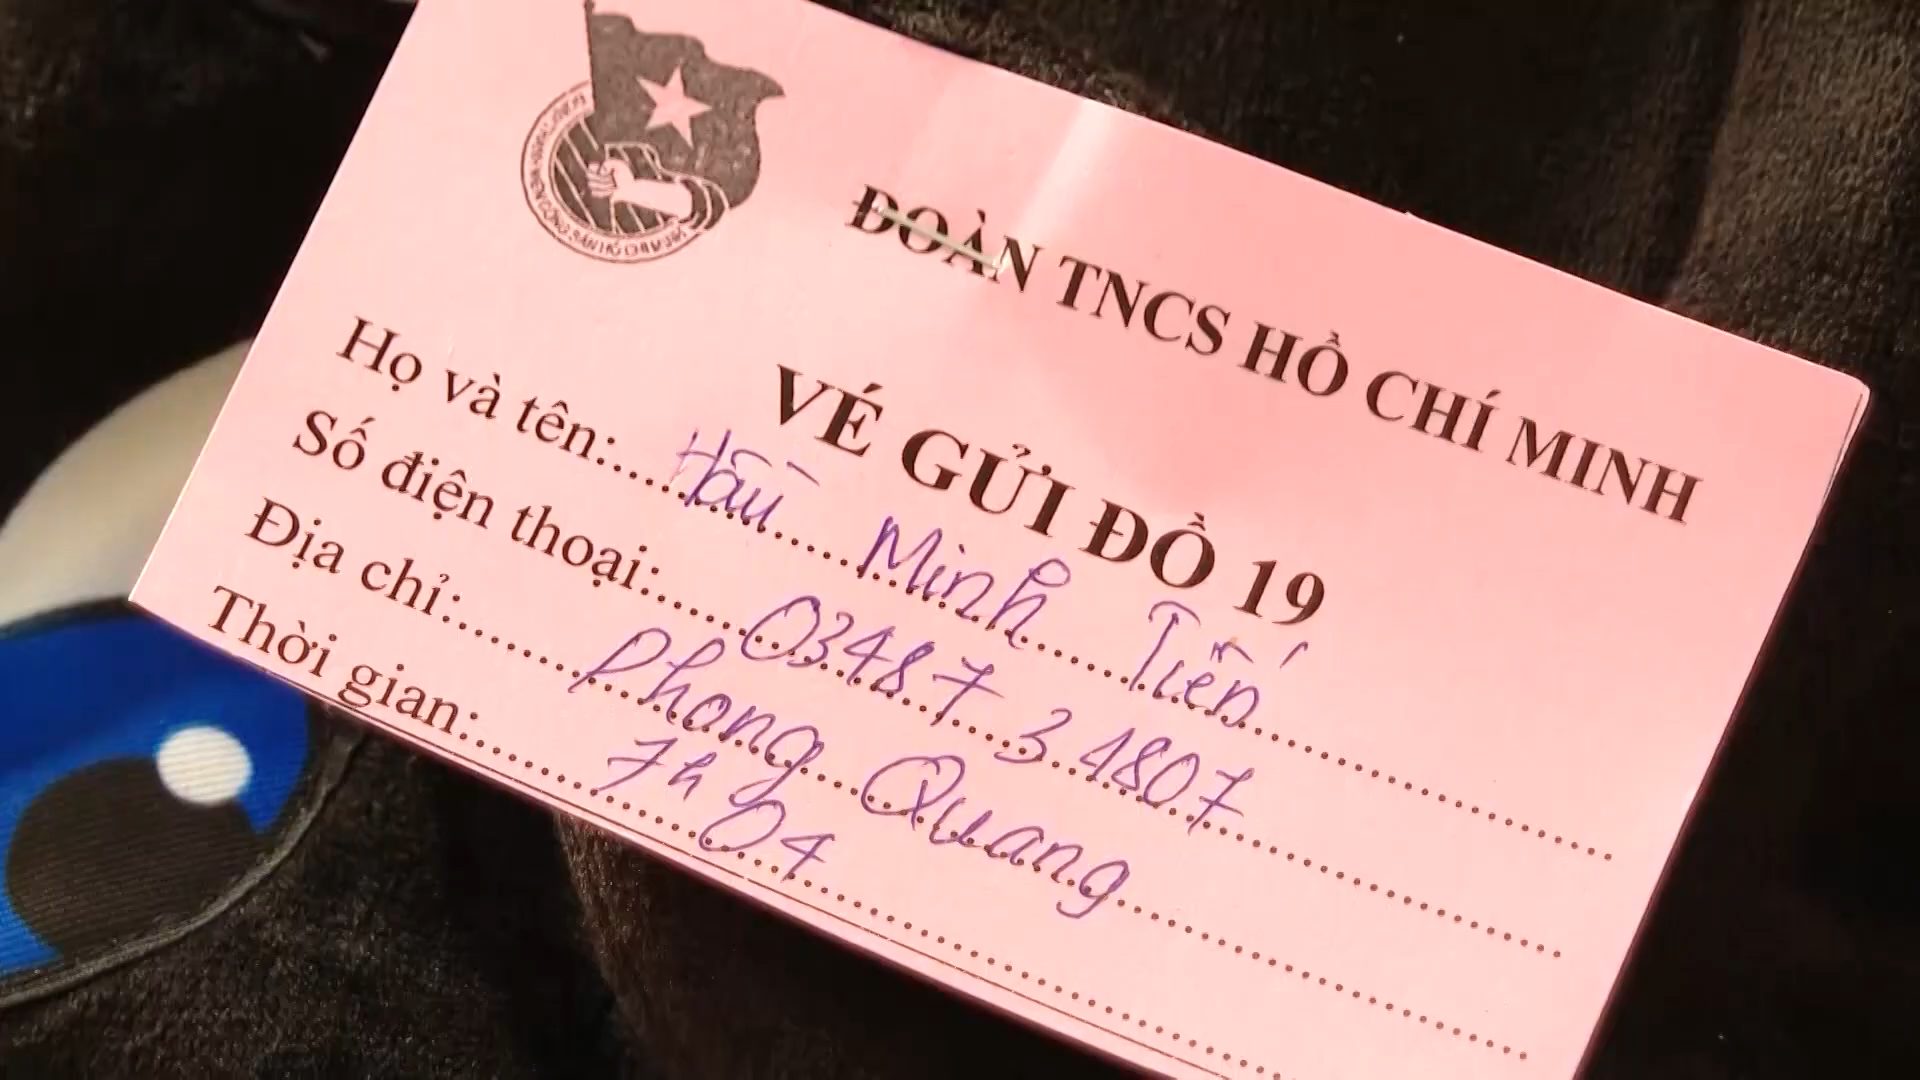 ĐOÀN TNCS HỒ CHÍ MINH
VÉ GỬI ĐỒ 19
Họ và tên: Hầu Minh Tiến
Số điện thoại: 03487 3 1807
Địa chỉ: Phong Quang
Thời gian: 7h 04